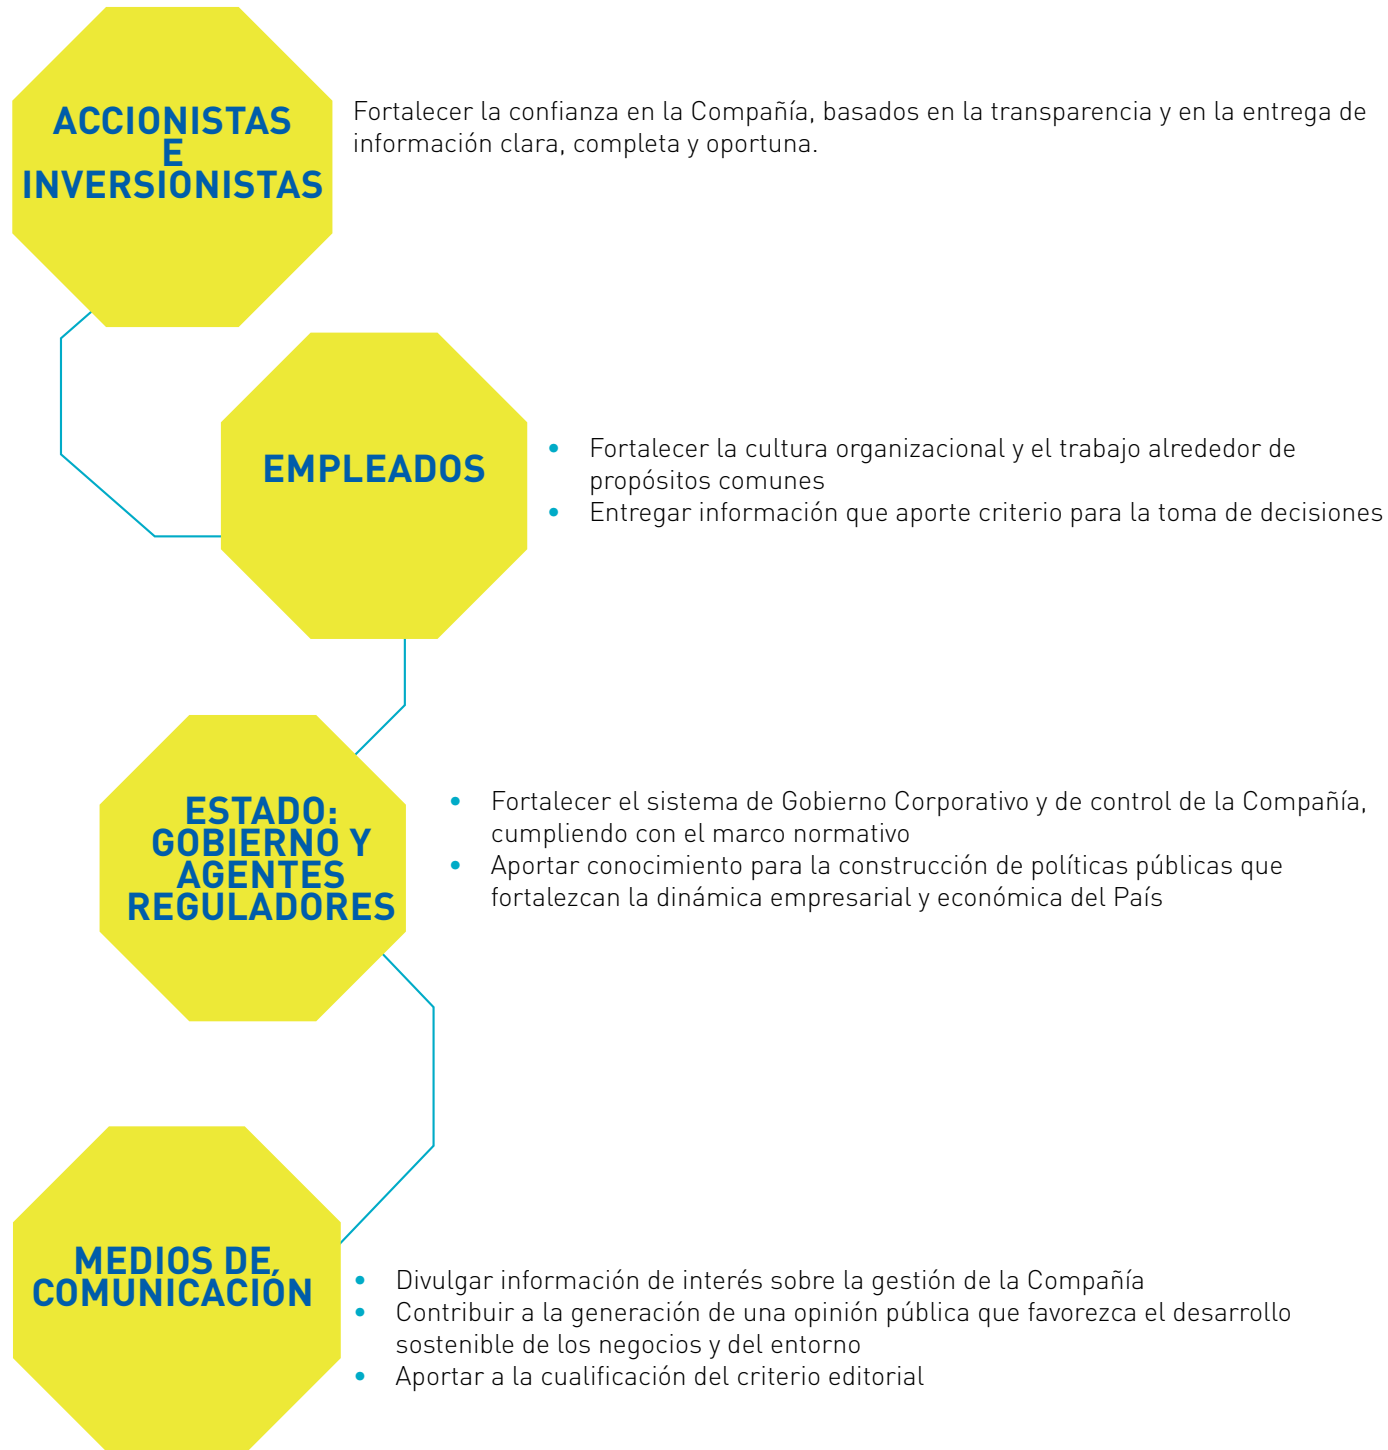 ACCIONISTAS
E
INVERSIONISTAS
Fortalecer la confianza en la Compañía, basados en la transparencia y en la entrega de
información clara, completa y oportuna.
EMPLEADOS
• Fortalecer la cultura organizacional y el trabajo alrededor de
propósitos comunes
• Entregar información que aporte criterio para la toma de decisiones
ESTADO:
GOBIERNO Y
AGENTES
REGULADORES
• Fortalecer el sistema de Gobierno Corporativo y de control de la Compañía,
cumpliendo con el marco normativo
• Aportar conocimiento para la construcción de políticas públicas que
fortalezcan la dinámica empresarial y económica del País
MEDIOS DE
COMUNICACIÓN
• Divulgar información de interés sobre la gestión de la Compañía
• Contribuir a la generación de una opinión pública que favorezca el desarrollo
sostenible de los negocios y del entorno
• Aportar a la cualificación del criterio editorial